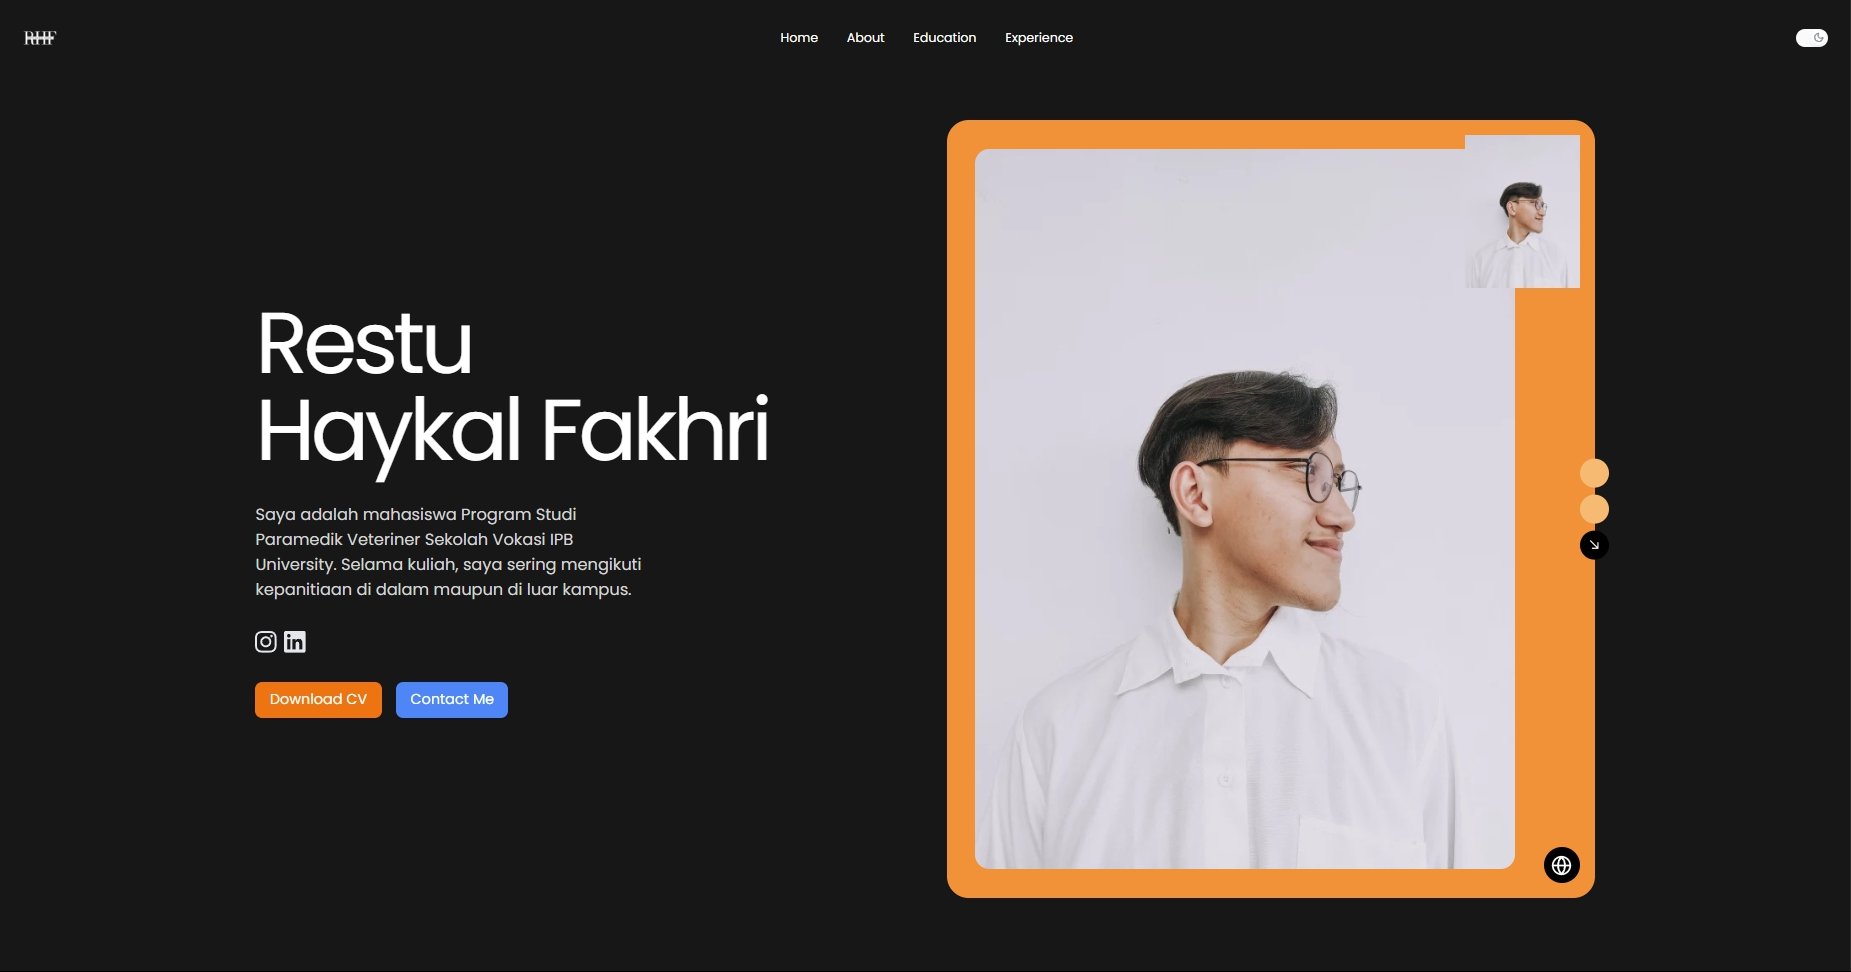 RHF
Home About Education Experience
Restu
Haykal Fakhri
Saya adalah mahasiswa Program Studi
Paramedik Veteriner Sekolah Vokasi IPB
University. Selama kuliah, saya sering mengikuti
kepanitiaan di dalam maupun di luar kampus.
in
Download CV Contact Me